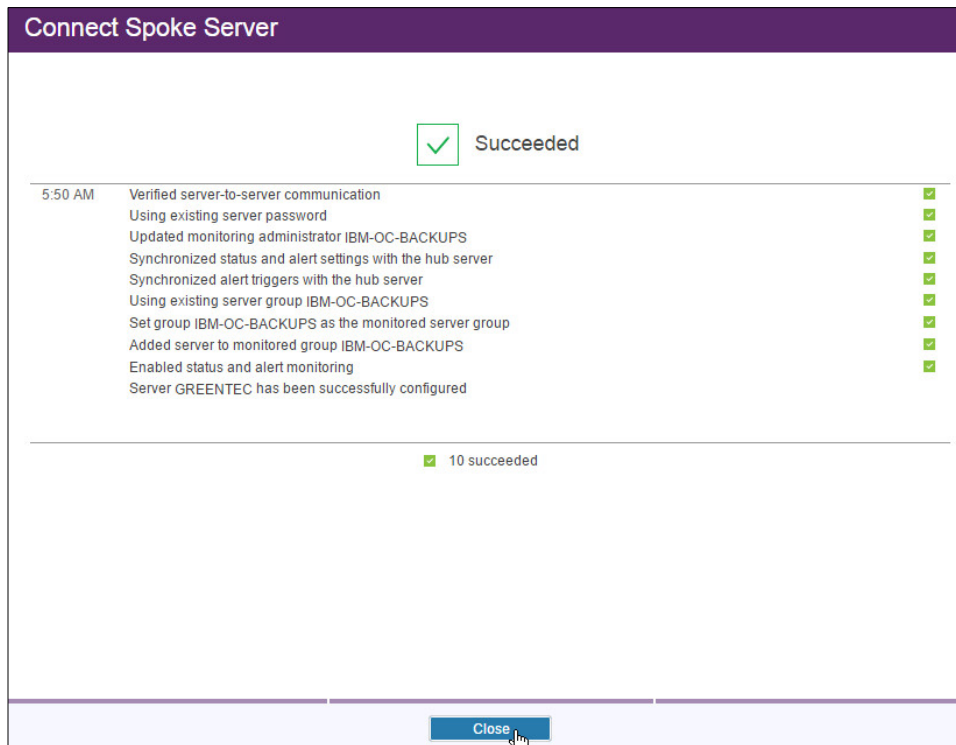 Connect Spoke Server
Succeeded
5:50 AM Verified server-to-server communication
Using existing server password
Updated monitoring administrator IBM-OC-BACKUPS
Synchronized status and alert settings with the hub server
Synchronized alert triggers with the hub server
Using existing server group IBM-OC-BACKUPS
Set group IBM-OC-BACKUPS as the monitored server group
Added server to monitored group IBM-OC-BACKUPS
Enabled status and alert monitoring
Server GREENTEC has been successfully configured
10 succeeded
Close